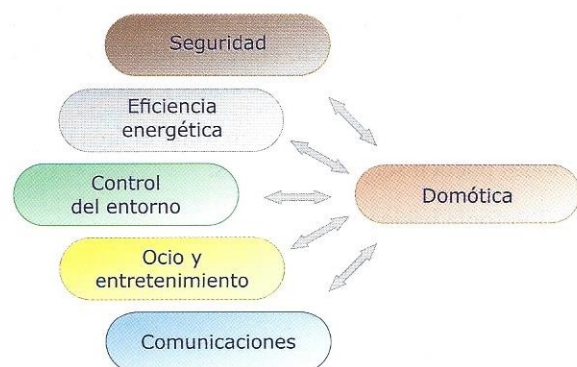 Seguridad
Eficiencia
energética
Control
del entorno
Domótica
Ocio y
entretenimiento
Comunicaciones